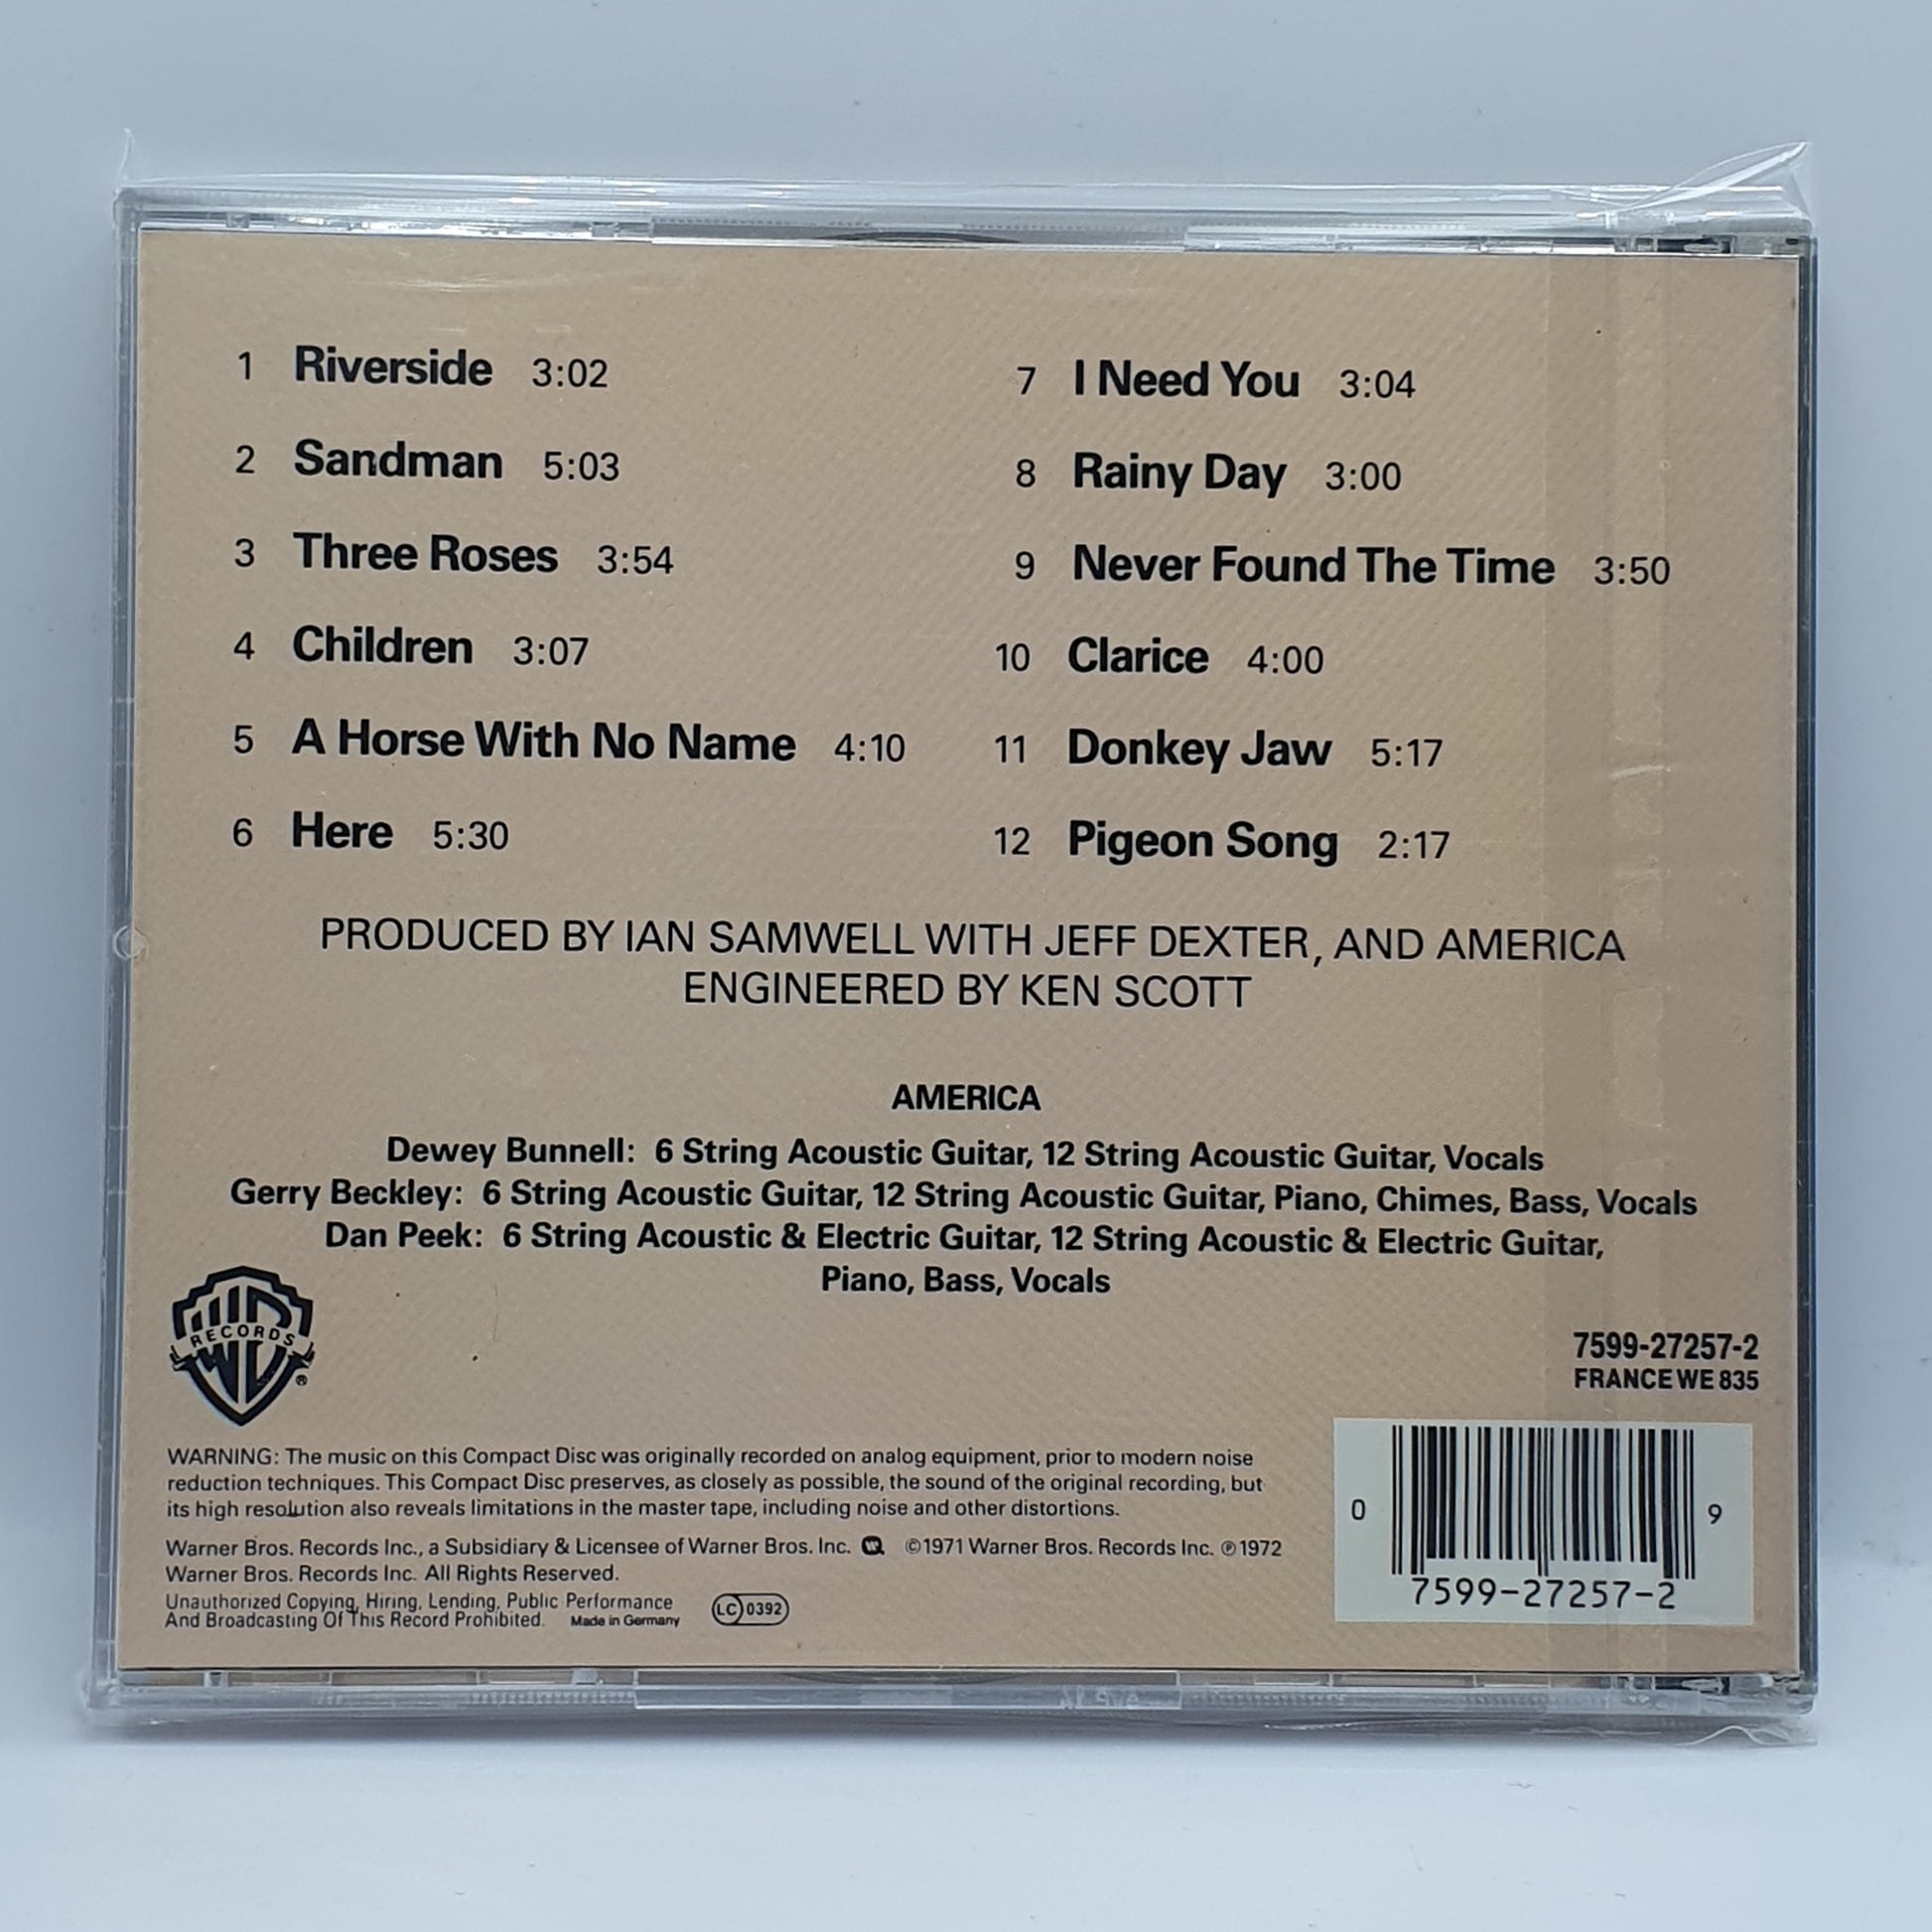 1 Riverside 3:02
2 Sandman 5:03
3 Three Roses 3:54
4 Children 3:07
5 A Horse With No Name 4:10
6 Here 5:30
7 I Need You 3:04
8 Rainy Day 3:00
9 Never Found The Time 3:50
10 Clarice 4:00
11 Donkey Jaw 5:17
12 Pigeon Song 2:17
PRODUCED BY IAN SAMWELL WITH JEFF DEXTER, AND AMERICA
ENGINEERED BY KEN SCOTT
AMERICA
Dewey Bunnell: 6 String Acoustic Guitar, 12 String Acoustic Guitar, Vocals
Gerry Beckley: 6 String Acoustic Guitar, 12 String Acoustic Guitar, Piano, Chimes, Bass, Vocals
Dan Peek: 6 String Acoustic & Electric Guitar, 12 String Acoustic & Electric Guitar,
Piano, Bass, Vocals
WB
RECORDS
®
7599-27257-2
FRANCE WE 835
WARNING: The music on this Compact Disc was originally recorded on analog equipment, prior to modern noise
reduction techniques. This Compact Disc preserves, as closely as possible, the sound of the original recording, but
its high resolution also reveals limitations in the master tape, including noise and other distortions.
Warner Bros. Records Inc., a Subsidiary & Licensee of Warner Bros. Inc. ©1971 Warner Bros. Records Inc. ℗1972
Warner Bros. Records Inc. All Rights Reserved.
Unauthorized Copying, Hiring, Lending, Public Performance
And Broadcasting Of This Record Prohibited. Made in Germany
LC 0392
0 9
7599-27257-2